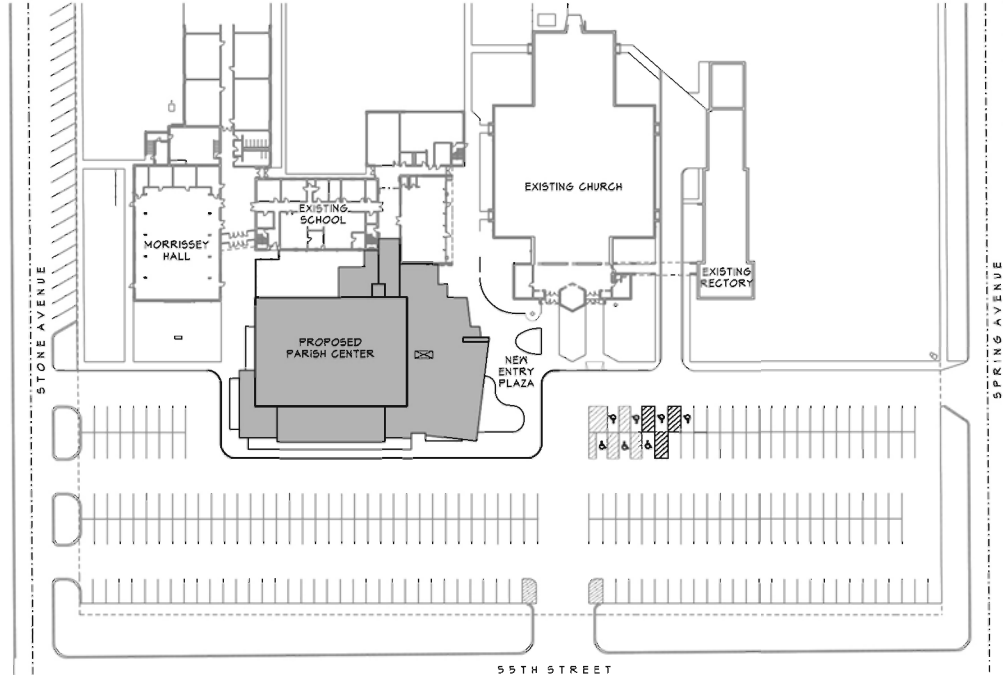 EXISTING CHURCH
EXISTING
SCHOOL
MORRISSEY
HALL
EXISTING
RECTORY
STONE AVENUE
SPRING AVENUE
PROPOSED
PARISH CENTER
NEW
ENTRY
PLAZA
55TH STREET